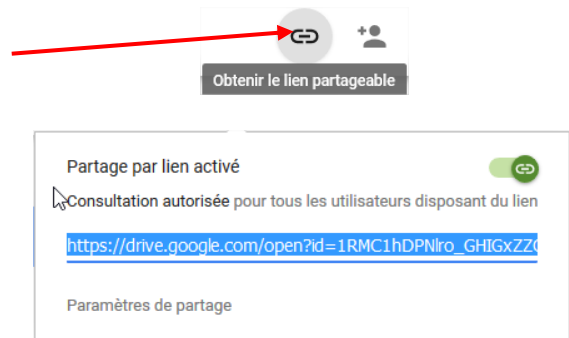 Obtenir le lien partageable
Partage par lien activé
Consultation autorisée pour tous les utilisateurs disposant du lien
https://drive.google.com/open?id=1RMC1hDPNlro_GHIGxZZ
Paramètres de partage